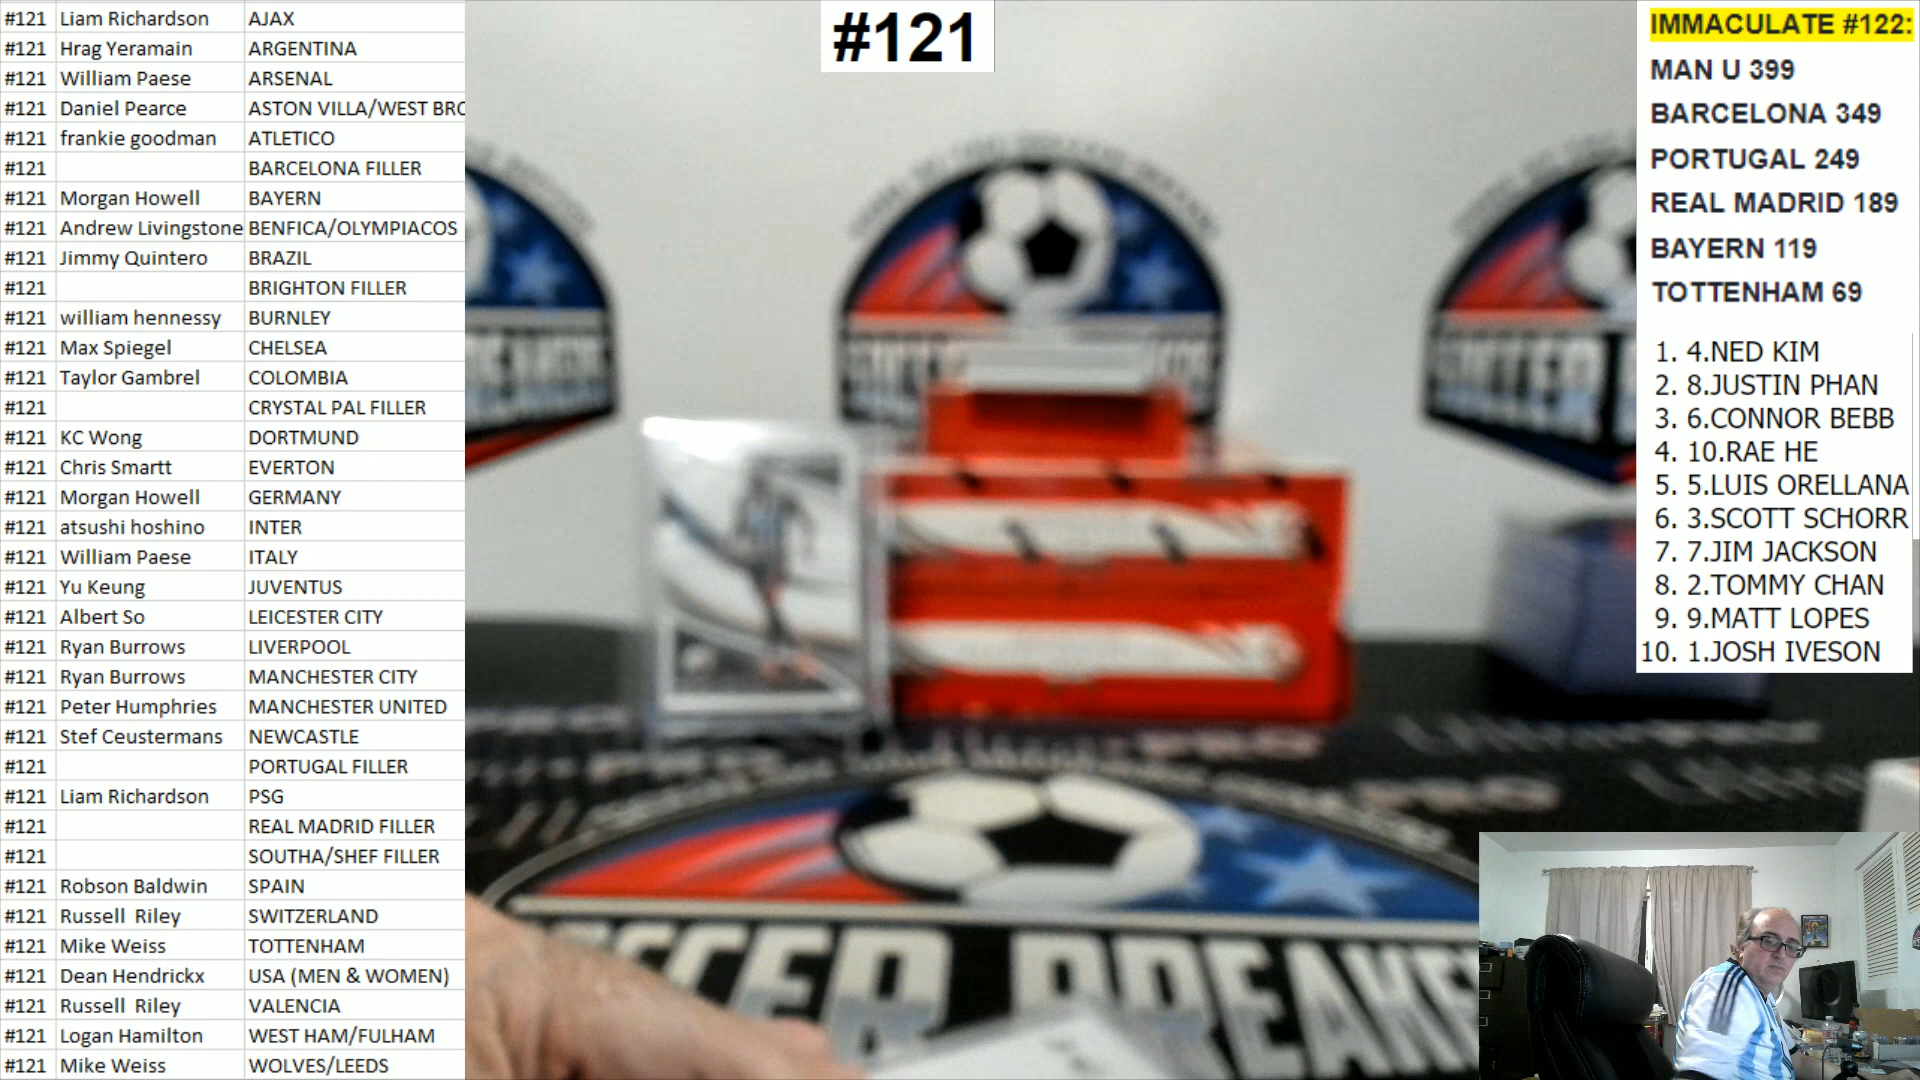 #121 Liam Richardson AJAX
#121 Hrag Yeramain ARGENTINA
#121 William Paese ARSENAL
#121 Daniel Pearce ASTON VILLA/WEST BRO
#121 frankie goodman ATLETICO
#121 BARCELONA FILLER
#121 Morgan Howell BAYERN
#121 Andrew Livingstone BENFICA/OLYMPIACOS
#121 Jimmy Quintero BRAZIL
#121 BRIGHTON FILLER
#121 william hennessy BURNLEY
#121 Max Spiegel CHELSEA
#121 Taylor Gambrel COLOMBIA
#121 CRYSTAL PAL FILLER
#121 KC Wong DORTMUND
#121 Chris Smartt EVERTON
#121 Morgan Howell GERMANY
#121 atsushi hoshino INTER
#121 William Paese ITALY
#121 Yu Keung JUVENTUS
#121 Albert So LEICESTER CITY
#121 Ryan Burrows LIVERPOOL
#121 Ryan Burrows MANCHESTER CITY
#121 Peter Humphries MANCHESTER UNITED
#121 Stef Ceustermans NEWCASTLE
#121 PORTUGAL FILLER
#121 Liam Richardson PSG
#121 REAL MADRID FILLER
#121 SOUTHA/SHEF FILLER
#121 Robson Baldwin SPAIN
#121 Russell Riley SWITZERLAND
#121 Mike Weiss TOTTENHAM
#121 Dean Hendrickx USA (MEN & WOMEN)
#121 Russell Riley VALENCIA
#121 Logan Hamilton WEST HAM/FULHAM
#121 Mike Weiss WOLVES/LEEDS
#121
IMMACULATE #122:
MAN U 399
BARCELONA 349
PORTUGAL 249
REAL MADRID 189
BAYERN 119
TOTTENHAM 69
1. 4.NED KIM
2. 8.JUSTIN PHAN
3. 6.CONNOR BEBB
4. 10.RAE HE
5. 5.LUIS ORELLANA
6. 3.SCOTT SCHORR
7. 7.JIM JACKSON
8. 2.TOMMY CHAN
9. 9.MATT LOPES
10. 1.JOSH IVESON